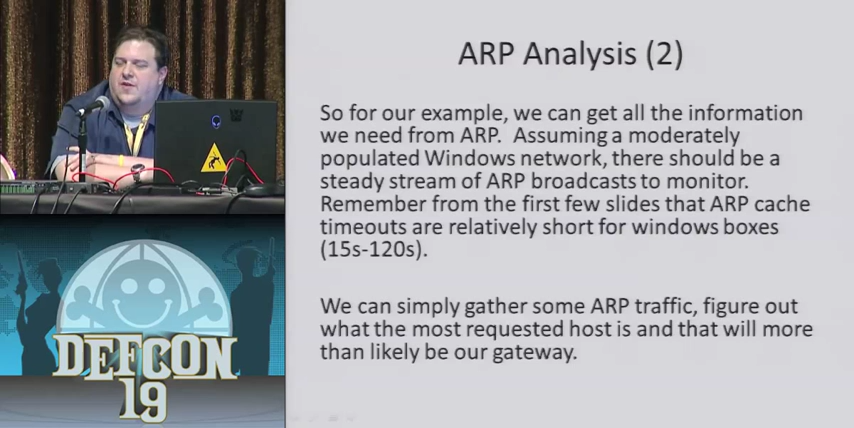 ARP Analysis (2)
So for our example, we can get all the information
we need from ARP. Assuming a moderately
populated Windows network, there should be a
steady stream of ARP broadcasts to monitor.
Remember from the first few slides that ARP cache
timeouts are relatively short for windows boxes
(15s-120s).
We can simply gather some ARP traffic, figure out
what the most requested host is and that will more
than likely be our gateway.
DEFCON
19